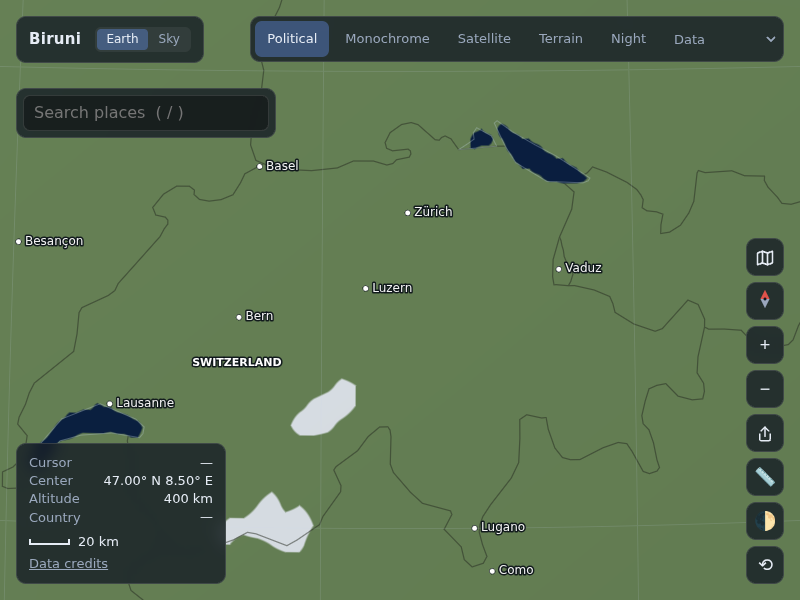 Biruni Earth Sky
Political Monochrome Satellite Terrain Night Data
Search places ( / )
Basel
Zürich
Besançon
Vaduz
Luzern
Bern
SWITZERLAND
Lausanne
Cursor —
Center 47.00° N 8.50° E
Altitude 400 km
Country —
20 km
Data credits
Lugano
Como